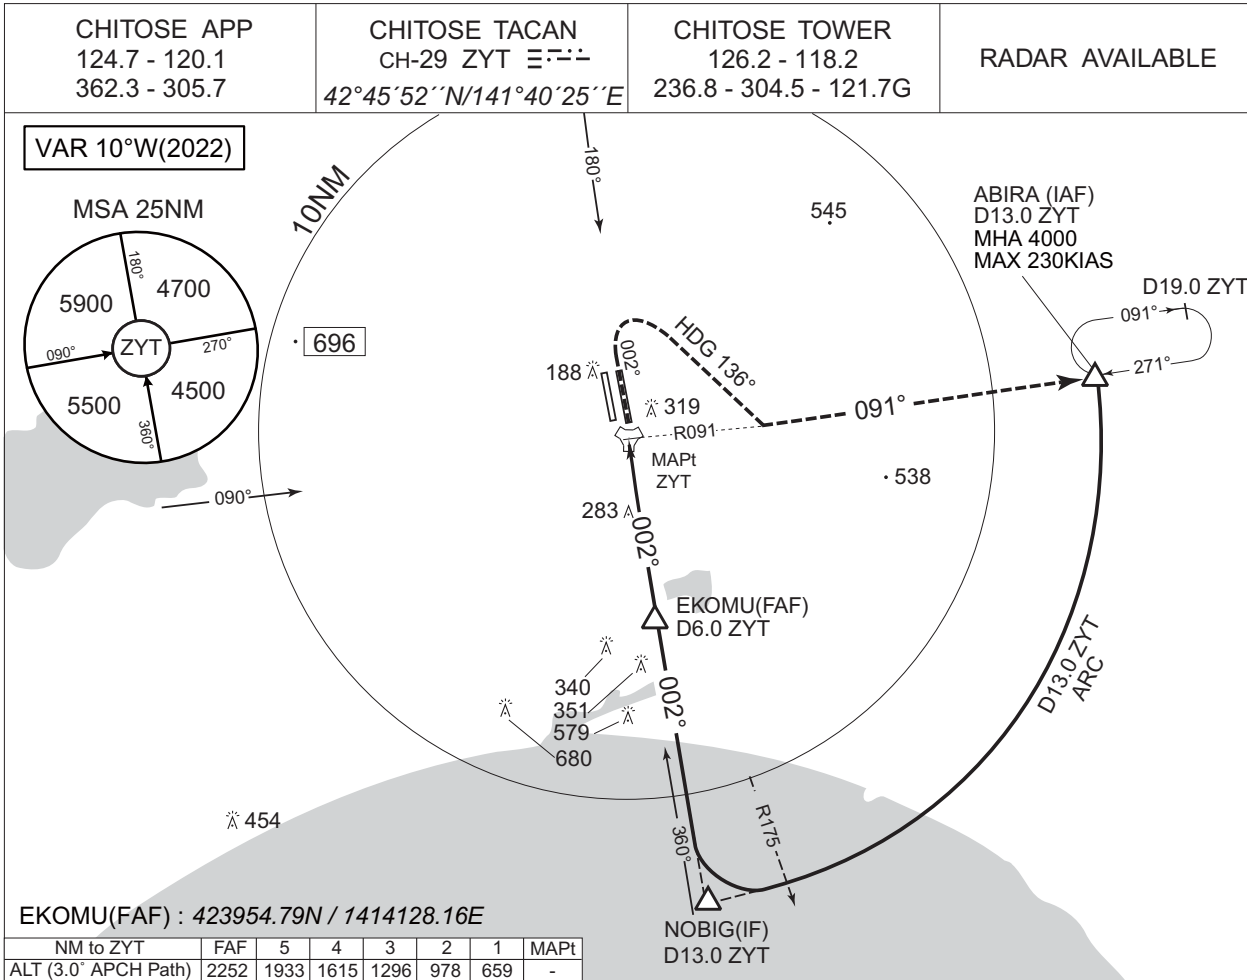 CHITOSE APP
124.7 - 120.1
362.3 - 305.7
CHITOSE TACAN
CH-29 ZYT
42°45´52´´N/141°40´25´´E
CHITOSE TOWER
126.2 - 118.2
236.8 - 304.5 - 121.7G
RADAR AVAILABLE
VAR 10°W(2022)
MSA 25NM
180°
5900
4700
090°
ZYT
270°
5500
4500
360°
10NM
180°
545
ABIRA (IAF)
D13.0 ZYT
MHA 4000
MAX 230KIAS
D19.0 ZYT
091°
271°
696
002°
HDG 136°
188
319
R091
091°
MAPt
ZYT
538
090°
283
002°
EKOMU(FAF)
D6.0 ZYT
340
351
579
680
002°
D13.0 ZYT
ARC
454
360°
R175
NOBIG(IF)
D13.0 ZYT
EKOMU(FAF) : 423954.79N / 1414128.16E
NM to ZYT FAF 5 4 3 2 1 MAPt
ALT (3.0° APCH Path) 2252 1933 1615 1296 978 659 -